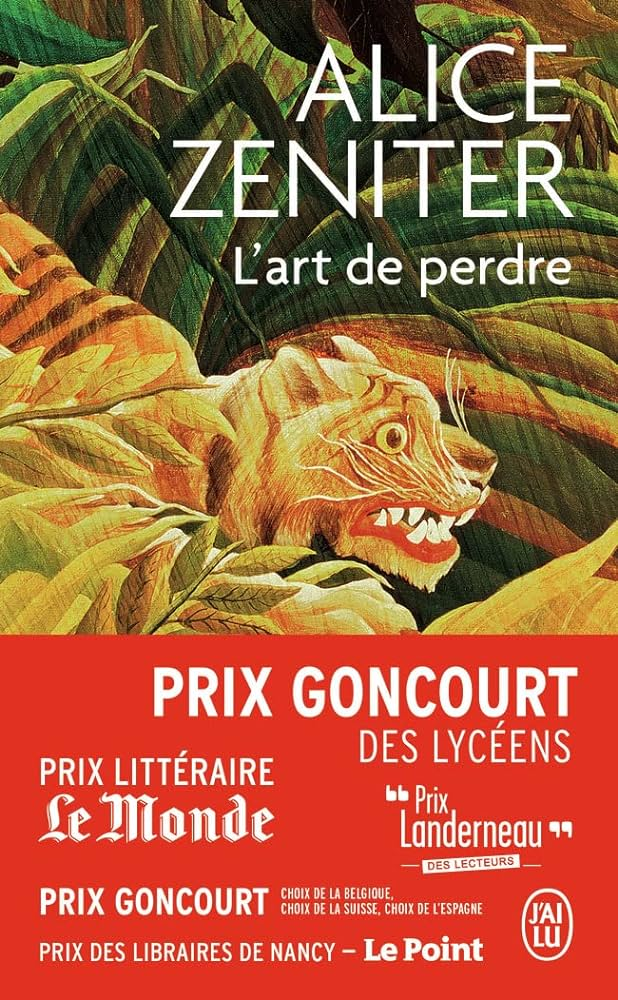 ALICE
ZENITER
L'art de perdre
PRIX GONCOURT
DES LYCÉENS
PRIX LITTÉRAIRE
Le Monde
❝ Prix
Landerneau ❞
DES LECTEURS
PRIX GONCOURT CHOIX DE LA BELGIQUE,
CHOIX DE LA SUISSE, CHOIX DE L'ESPAGNE
PRIX DES LIBRAIRES DE NANCY – Le Point
J'AI
LU